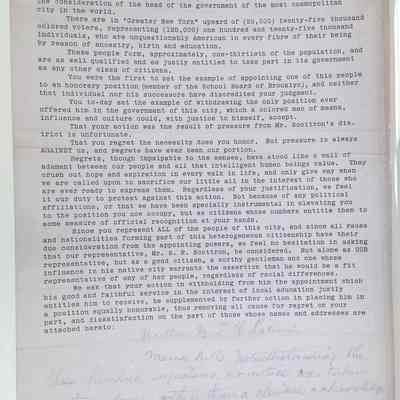 the consideration of the head of the government of the most cosmopolitan
city in the world.
There are in "Greater New York" upward of (25,000) twenty-five thousand
colored voters, representing (125,000) one hundred and twenty-five thousand
individuals, who are unquestionably American in every fibre of their being
by reason of ancestry, birth and education.
These people form, approximately, one-thirtieth of the population, and
are as well qualified and as justly entitled to take part in its government
as any other class of citizens.
You were the first to set the example of appointing one of this people
to an honorary position (member of the School Board of Brooklyn), and neither
that individual nor his successors have discredited your judgment.
You to-day set the example of withdrawing the only position ever
offered him in the government of this city, which a colored man of means,
influence and culture could, with justice to himself, accept.
That your action was the result of pressure from Mr. Scottron's dis-
trict is unfortunate.
That you regret the necessity does you honor. But pressure is always
AGAINST us, and regrets have ever been our portion.
Regrets, though impalpable to the senses, have stood like a wall of
adamant between our people and all that intelligent human beings value. They
crush out hope and aspiration in every walk in life, and only give way when
we are called upon to sacrifice our little all in the interest of those who
are ever ready to supress them. Regardless of your justification, we feel
it our duty to protest against this action. Not because of any political
affiliations, or that we have been specially instrumental in elevating you
to the position you now occupy, but as citizens whose numbers entitle them to
some measure of official recognition at your hands.
Since you represent ALL of the people of this city, and since all races
and nationalities forming part of this heterogeneous citizenship have their
due consideration from the appointing powers, we feel no hesitation in asking
that our representative, Mr. S. R. Scottron, be considered. Not alone as OUR
representative, but as a good citizen, a worthy gentleman and one whose
influence in his native city warrants the assertion that he would be a fit
representative of any of her people, regardless of racial differences.
We ask that your action in withholding from him the appointment which
his good and faithful service in the interest of local education justly
entitles him to receive, be supplemented by further action in placing him in
a position equally honorable, thus removing all cause for regret on your
part, and dissatisfaction on the part of those whose names and addresses are
attached hereto: